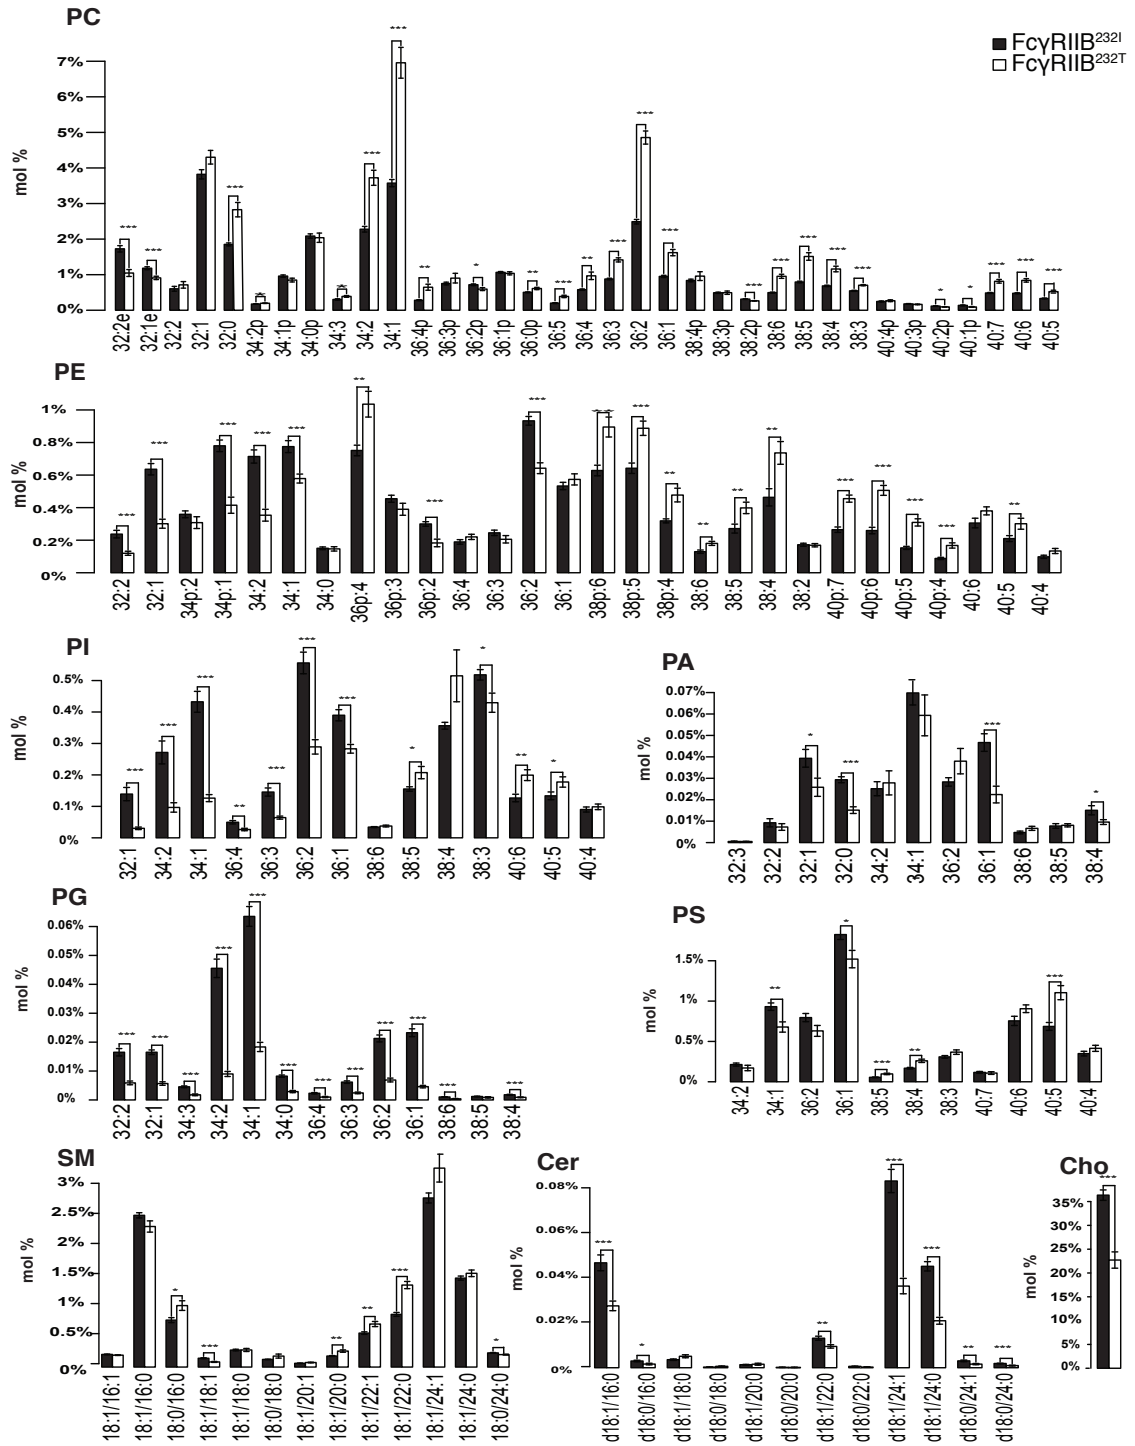 PC
FcγRIIB232I
FcγRIIB232T
mol %
7%
6%
5%
4%
3%
2%
1%
0%
*** *** *** * * *** *** ** * ** *** ** *** *** *** *** *** *** *** *** * * *** *** ***
32:2e 32:1e 32:2 32:1 32:0 34:2p 34:1p 34:0p 34:3 34:2 34:1 36:4p 36:3p 36:2p 36:1p 36:0p 36:5 36:4 36:3 36:2 36:1 38:4p 38:3p 38:2p 38:6 38:5 38:4 38:3 40:4p 40:3p 40:2p 40:1p 40:7 40:6 40:5
PE
mol %
1%
0.8%
0.6%
0.4%
0.2%
0%
*** *** *** *** *** ** *** *** *** *** ** ** ** ** *** *** *** *** **
32:2 32:1 34p:2 34p:1 34:2 34:1 34:0 36p:4 36p:3 36p:2 36:4 36:3 36:2 36:1 38p:6 38p:5 38p:4 38:6 38:5 38:4 38:2 40p:7 40p:6 40p:5 40p:4 40:6 40:5 40:4
PI
mol %
0.5%
0.4%
0.3%
0.2%
0.1%
0%
*** *** *** ** *** *** *** * * ** *
32:1 34:2 34:1 36:4 36:3 36:2 36:1 38:6 38:5 38:4 38:3 40:6 40:5 40:4
PA
mol %
0.07%
0.06%
0.05%
0.04%
0.03%
0.02%
0.01%
0%
* *** *** *
32:3 32:2 32:1 32:0 34:2 34:1 36:2 36:1 38:6 38:5 38:4
PG
mol %
0.06%
0.05%
0.04%
0.03%
0.02%
0.01%
0%
*** *** *** *** *** *** *** *** *** *** *** ***
32:2 32:1 34:3 34:2 34:1 34:0 36:4 36:3 36:2 36:1 38:6 38:5 38:4
PS
mol %
1.5%
1%
0.5%
0%
** * *** ** ***
34:2 34:1 36:2 36:1 38:5 38:4 38:3 40:7 40:6 40:5 40:4
SM
mol %
3%
2.5%
2%
1.5%
1%
0.5%
0%
* *** ** ** *** *
18:1/16:1 18:1/16:0 18:0/16:0 18:1/18:1 18:1/18:0 18:0/18:0 18:1/20:1 18:1/20:0 18:1/22:1 18:1/22:0 18:1/24:1 18:1/24:0 18:0/24:0
Cer
mol %
0.08%
0.06%
0.04%
0.02%
0%
*** * ** *** *** ** ***
d18:1/16:0 d18:0/16:0 d18:1/18:0 d18:0/18:0 d18:1/20:0 d18:0/20:0 d18:1/22:0 d18:0/22:0 d18:1/24:1 d18:1/24:0 d18:0/24:1 d18:0/24:0
Cho
mol %
35%
30%
25%
20%
15%
10%
5%
0%
***